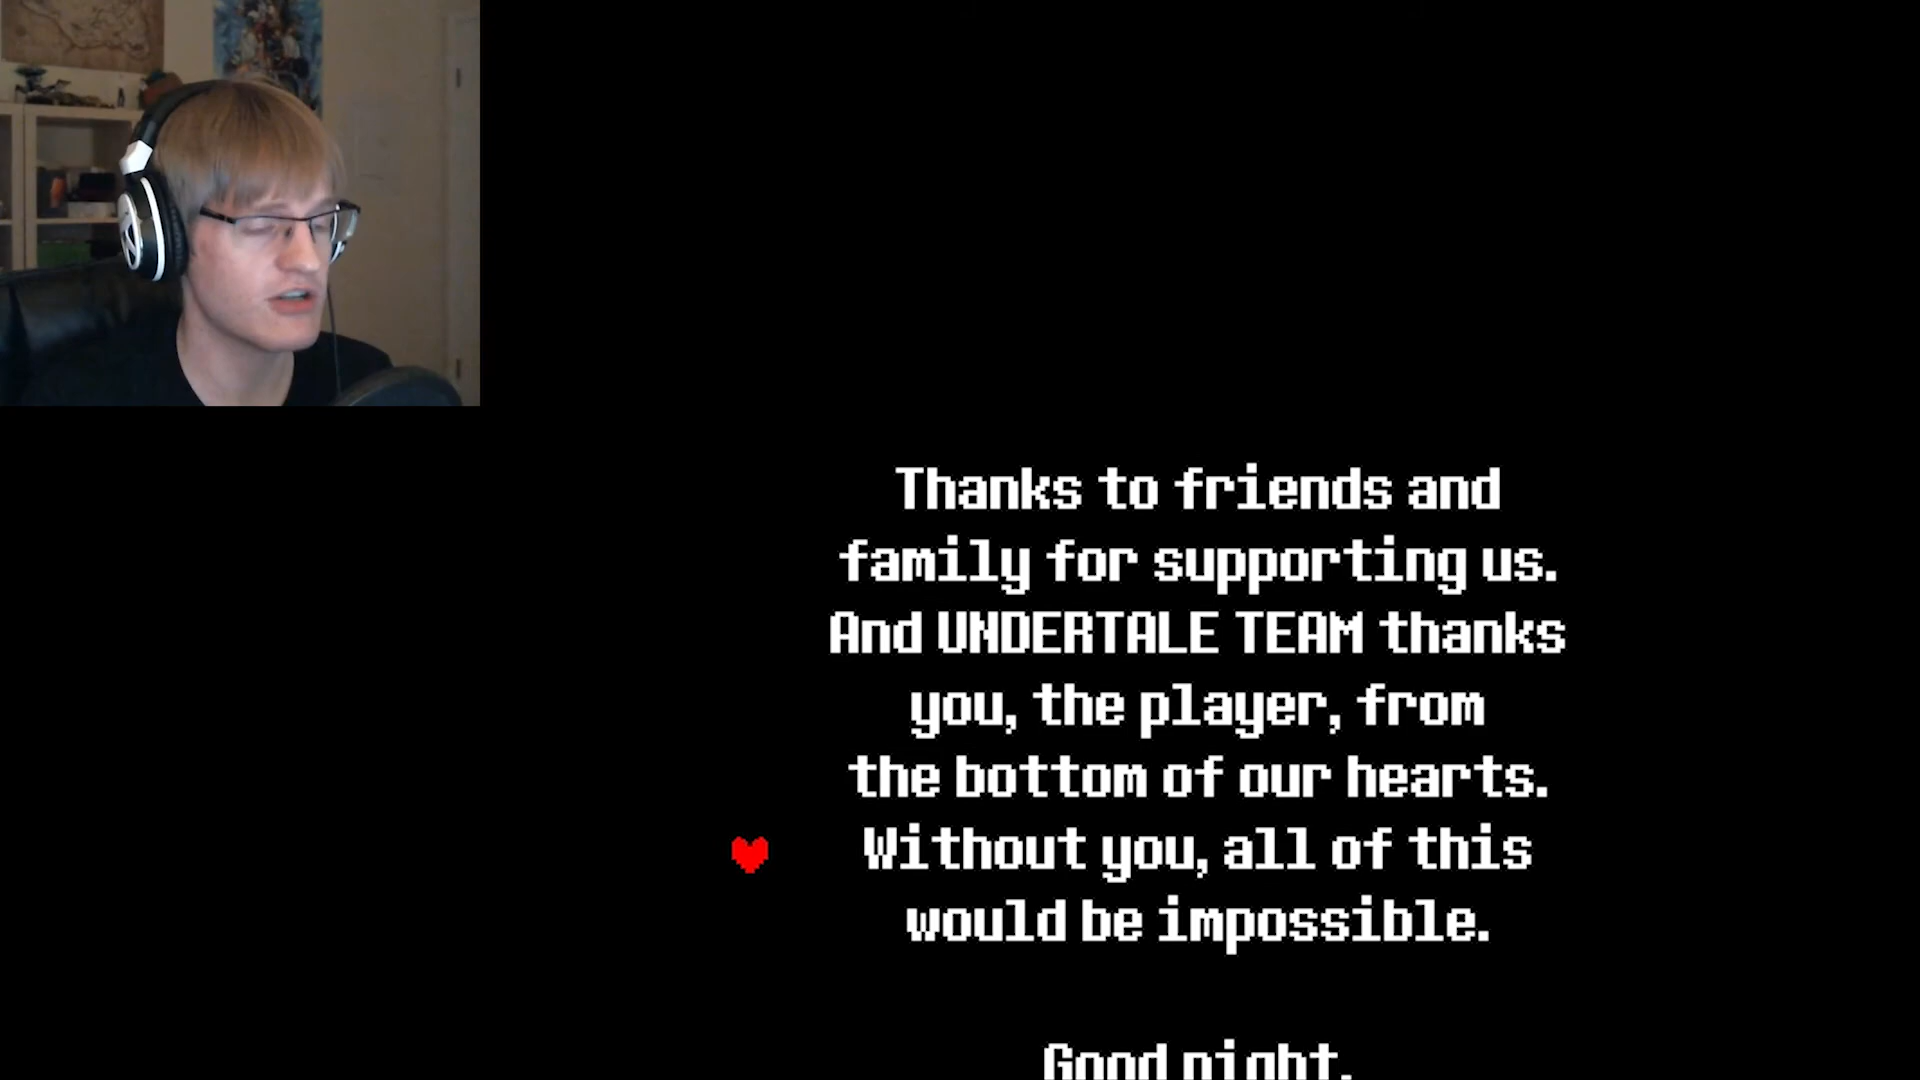 Thanks to friends and
family for supporting us.
And UNDERTALE TEAM thanks
you, the player, from
the bottom of our hearts.
Without you, all of this
would be impossible.
Good night.